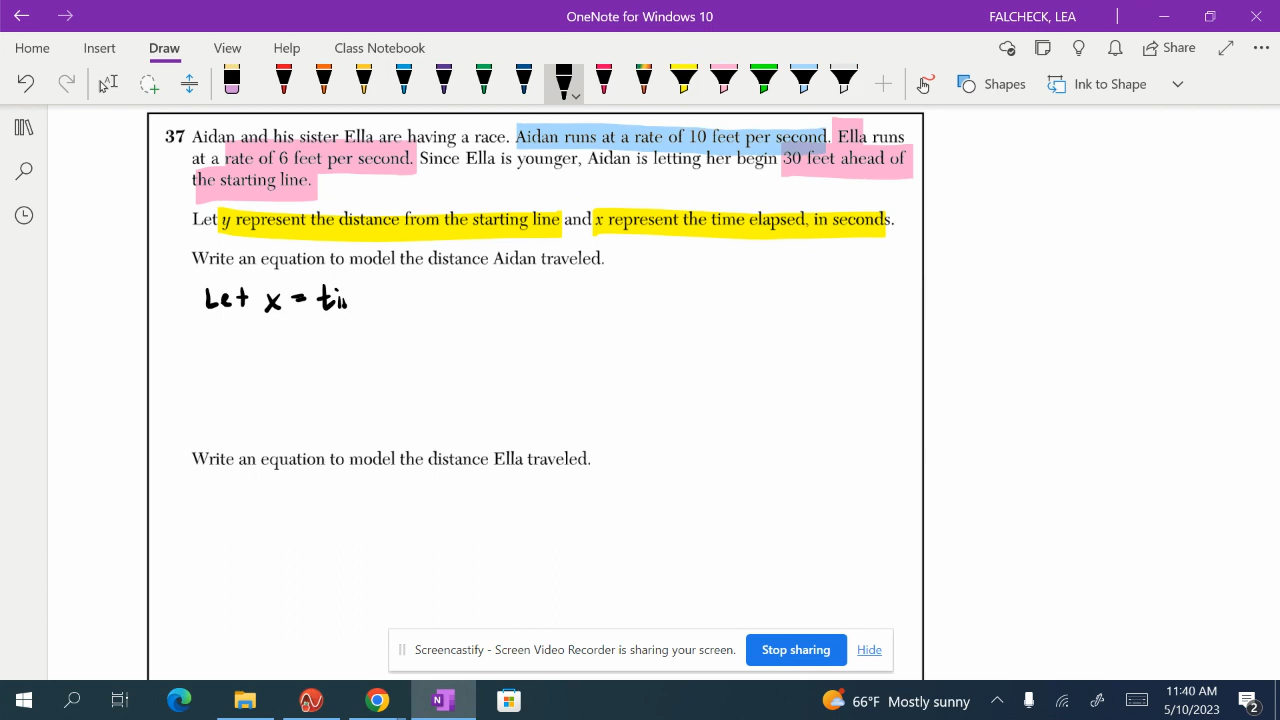 OneNote for Windows 10
FALCHECK, LEA
Home Insert Draw View Help Class Notebook
Share
Shapes
Ink to Shape
37 Aidan and his sister Ella are having a race. Aidan runs at a rate of 10 feet per second. Ella runs
at a rate of 6 feet per second. Since Ella is younger, Aidan is letting her begin 30 feet ahead of
the starting line.
Let y represent the distance from the starting line and x represent the time elapsed, in seconds.
Write an equation to model the distance Aidan traveled.
Let x = ti
Write an equation to model the distance Ella traveled.
Screencastify - Screen Video Recorder is sharing your screen.
Stop sharing
Hide
66°F Mostly sunny
11:40 AM
5/10/2023
2